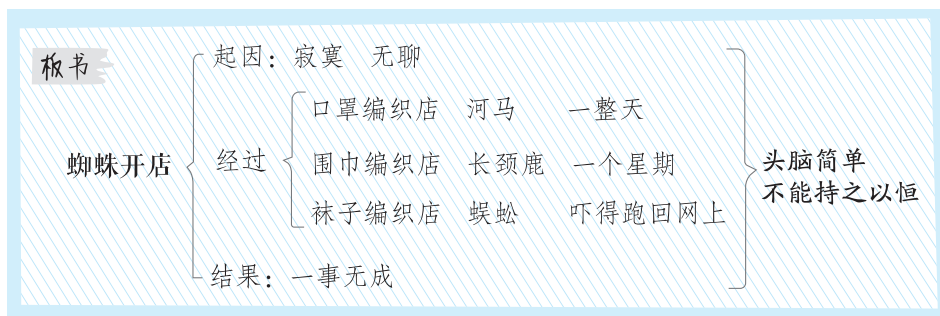 板书
起因：寂寞 无聊
口罩编织店 河马 一整天
蜘蛛开店 经过 围巾编织店 长颈鹿 一个星期 头脑简单
不能持之以恒
袜子编织店 蜈蚣 吓得跑回网上
结果：一事无成